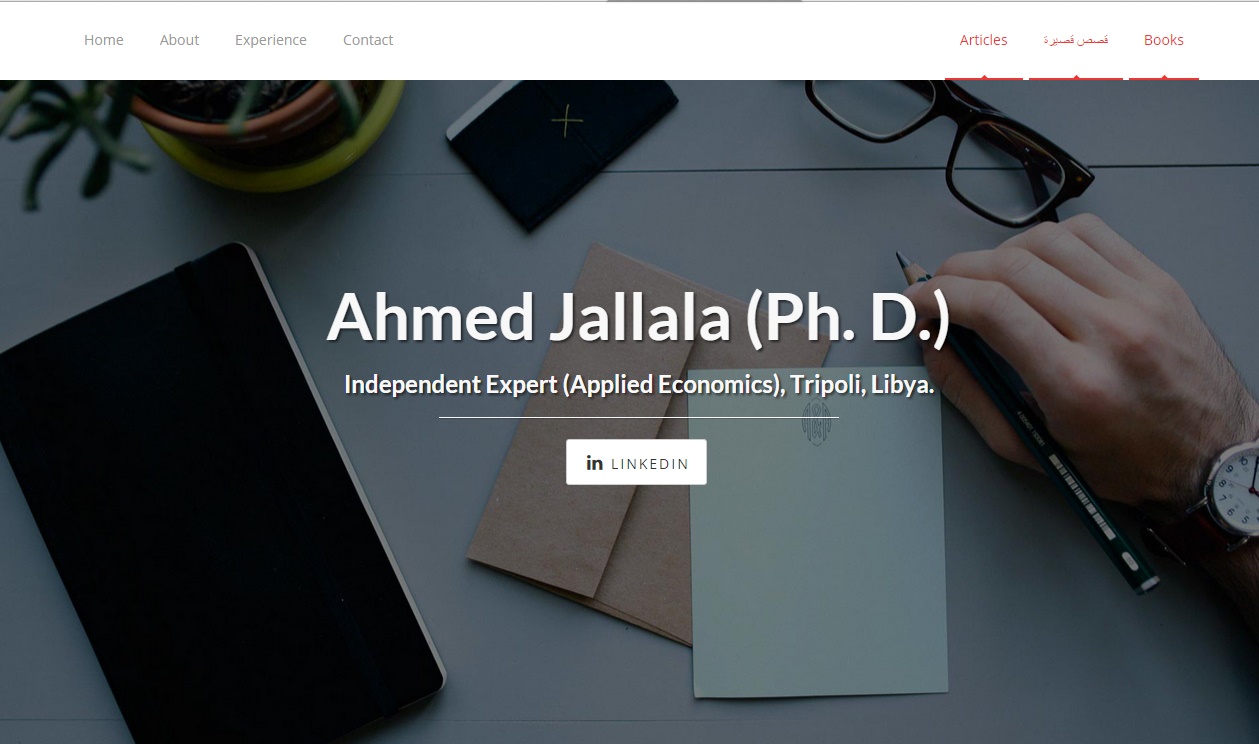 Home About Experience Contact Articles قصص قصيرة Books
Ahmed Jallala (Ph. D.)
Independent Expert (Applied Economics), Tripoli, Libya.
in LINKEDIN